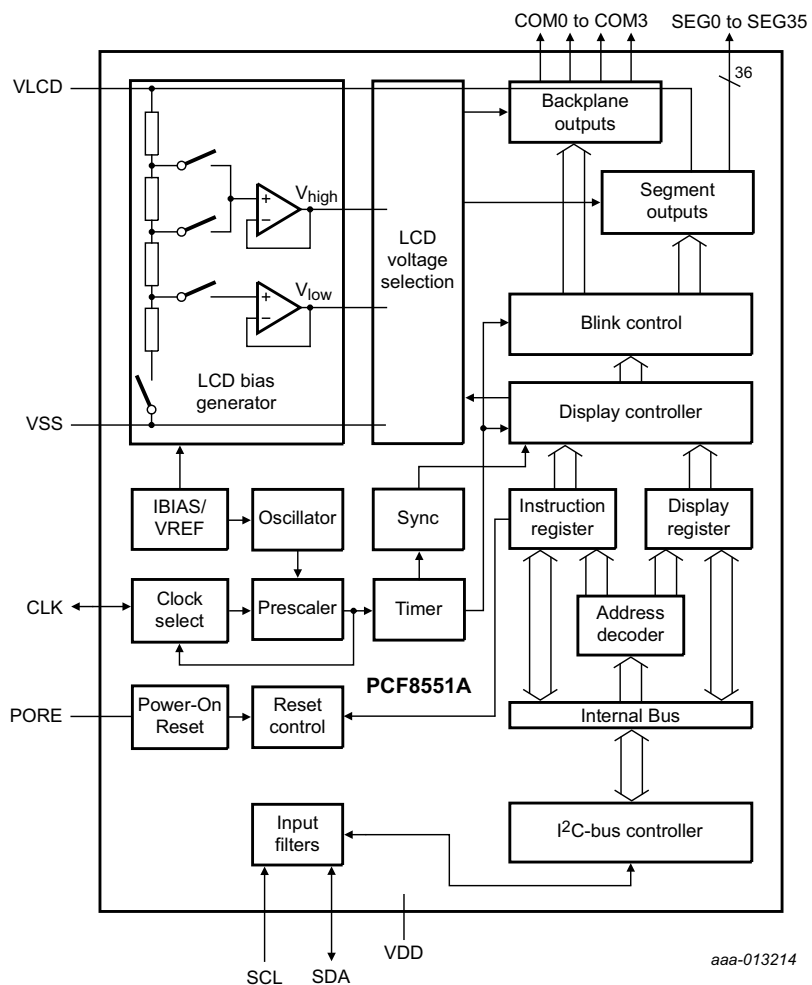 COM0 to COM3 SEG0 to SEG35
36
VLCD
Backplane
outputs
Segment
outputs
Vhigh
LCD
voltage
selection
Vlow
Blink control
LCD bias
generator
VSS
Display controller
IBIAS/
VREF
Oscillator
Sync
Instruction
register
Display
register
CLK
Clock
select
Prescaler
Timer
Address
decoder
PCF8551A
PORE
Power-On
Reset
Reset
control
Internal Bus
Input
filters
I2C-bus controller
VDD
SCL
SDA
aaa-013214
+
−
+
−